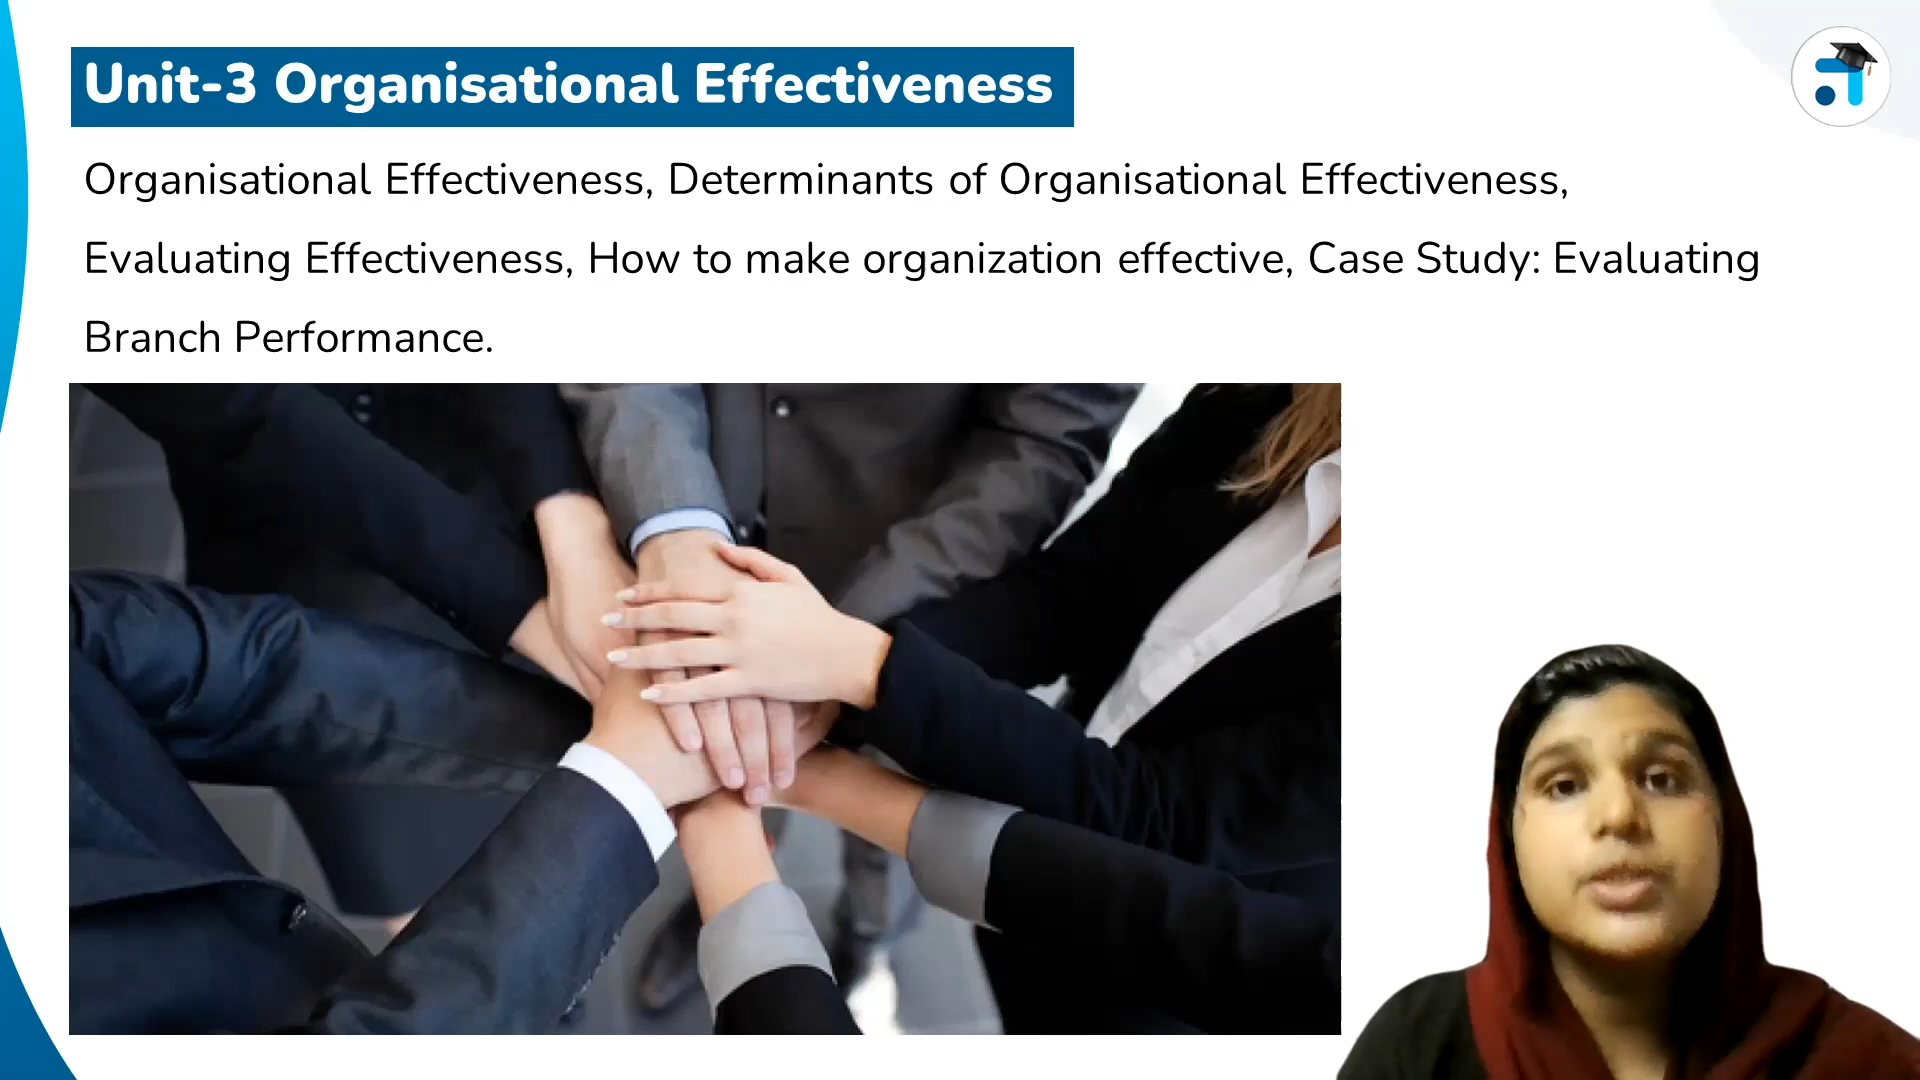 Unit-3 Organisational Effectiveness
Organisational Effectiveness, Determinants of Organisational Effectiveness,
Evaluating Effectiveness, How to make organization effective, Case Study: Evaluating
Branch Performance.